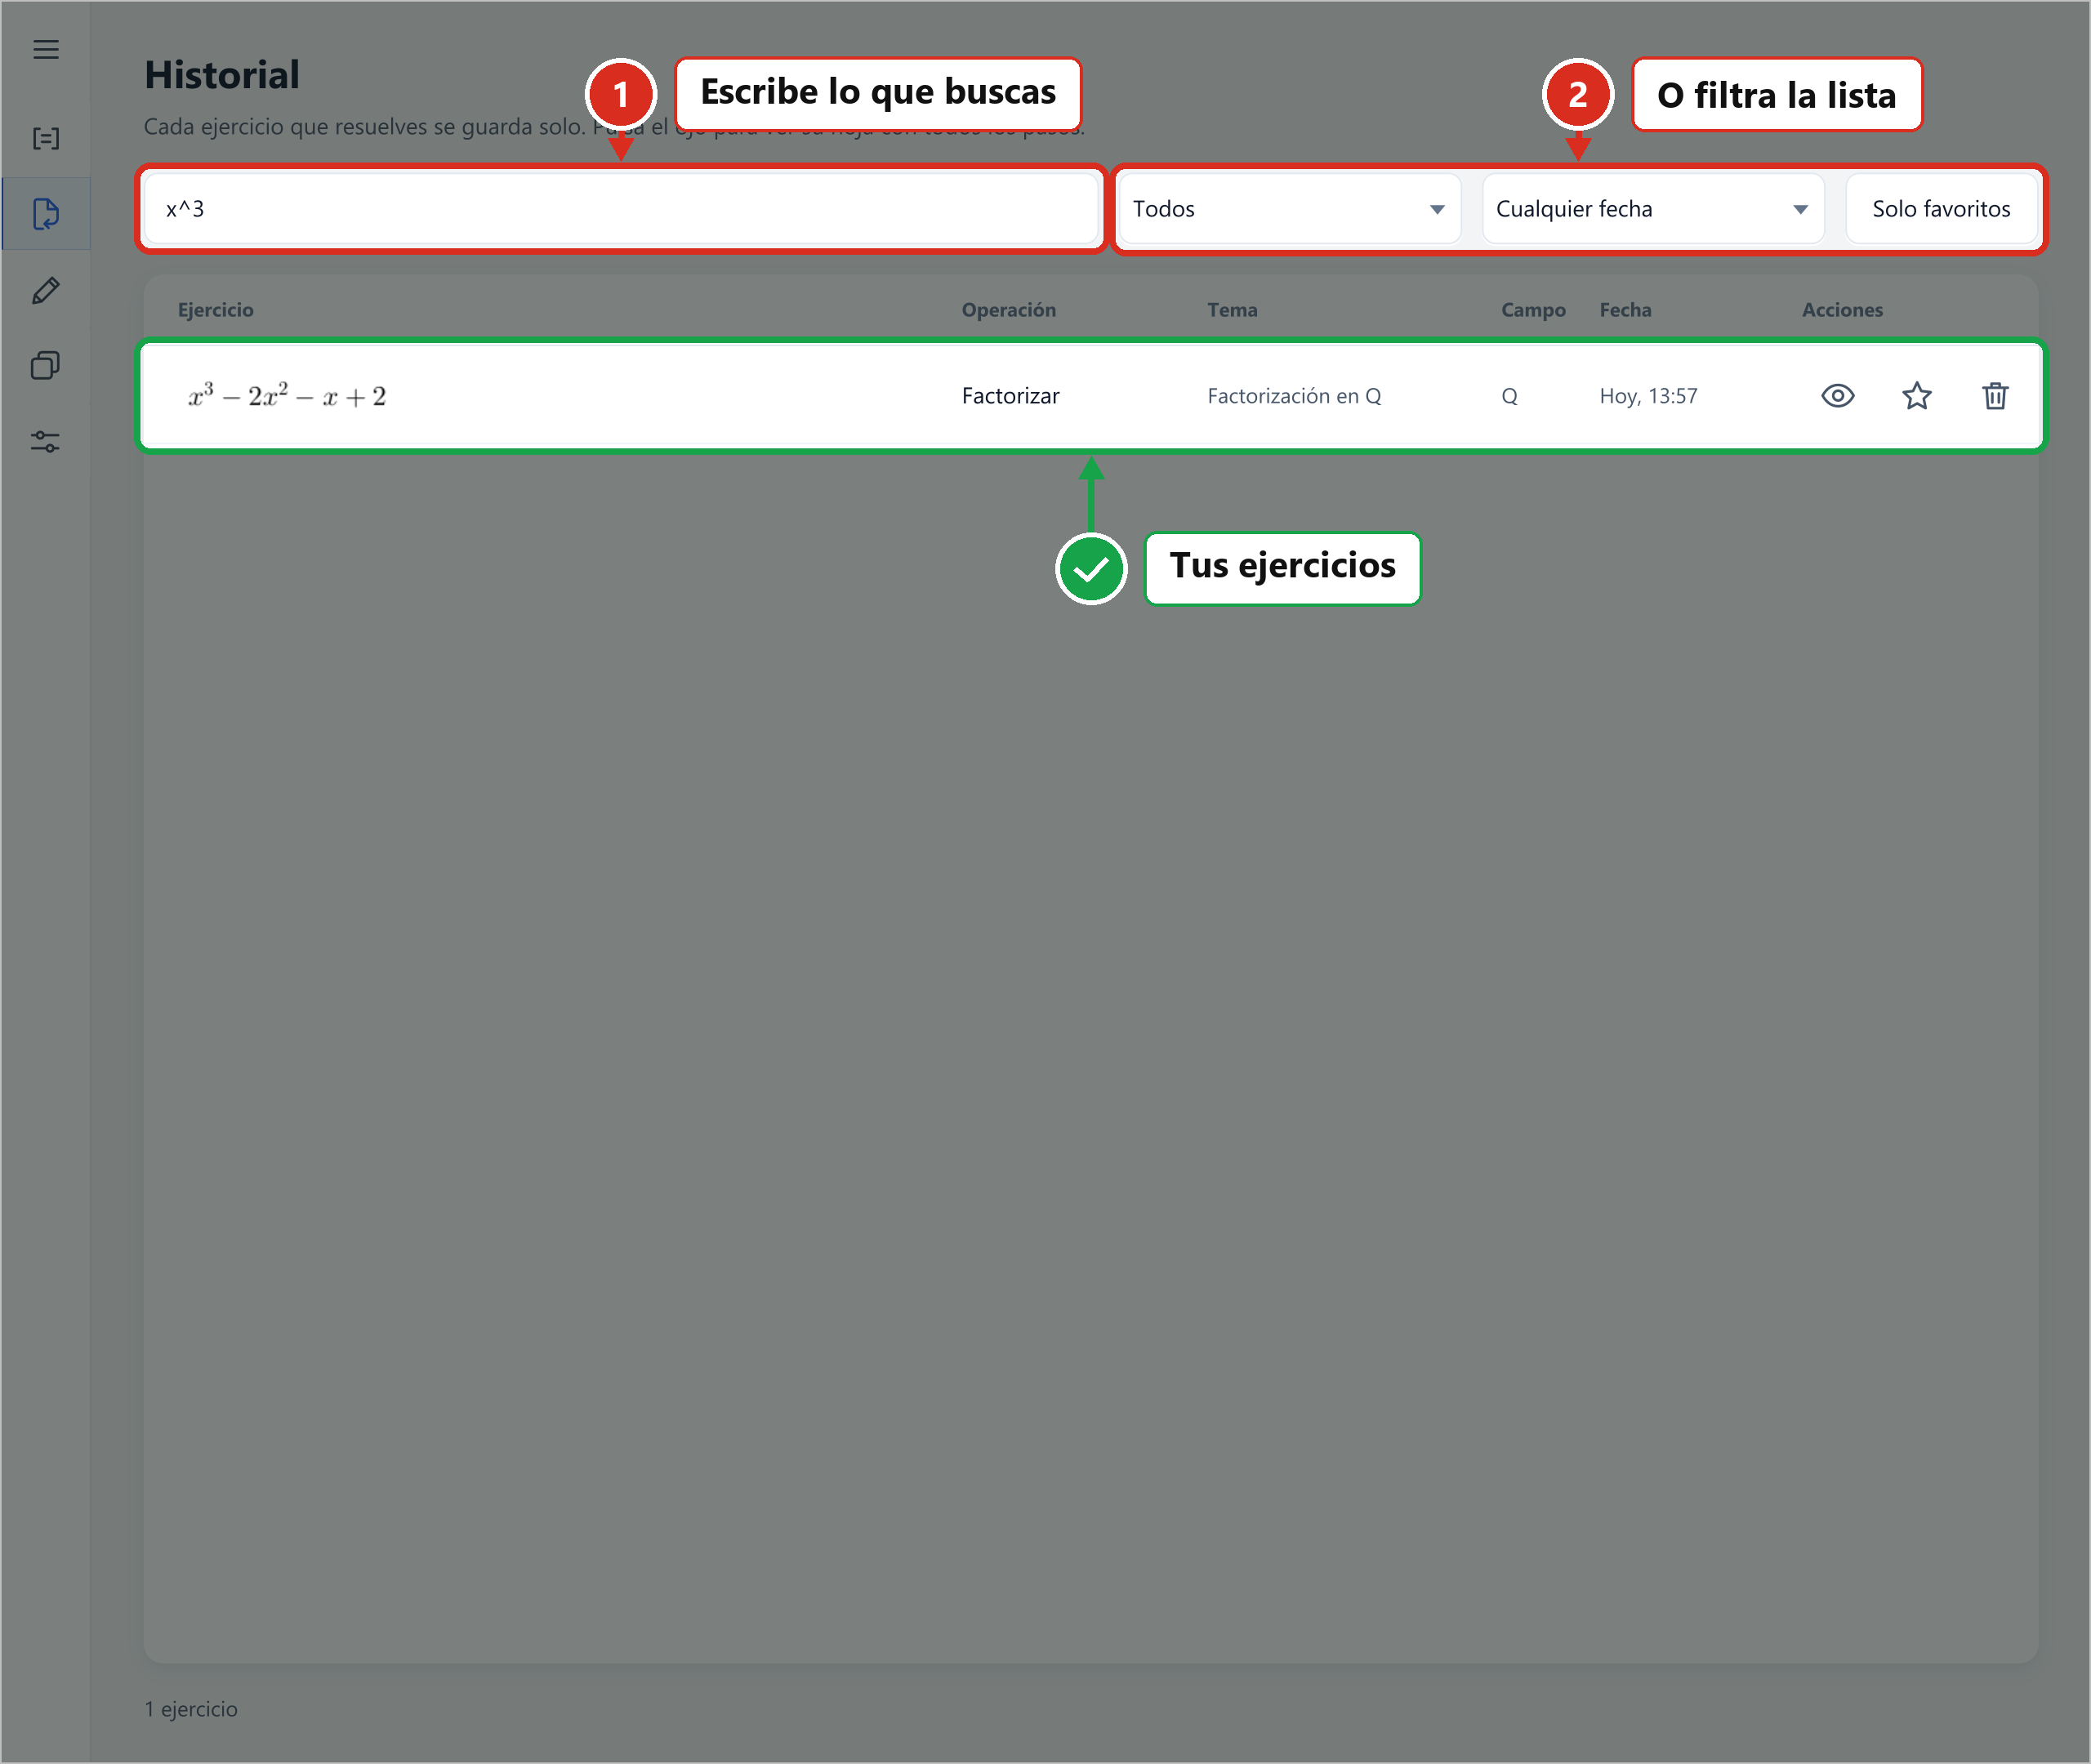 Historial
1
Escribe lo que buscas
2
O filtra la lista
Cada ejercicio que resuelves se guarda solo. el
x^3
Todos
Cualquier fecha
Solo favoritos
Ejercicio Operación Tema Campo Fecha Acciones
x³ − 2x² − x + 2 Factorizar Factorización en Q Q Hoy, 13:57
Tus ejercicios
1 ejercicio